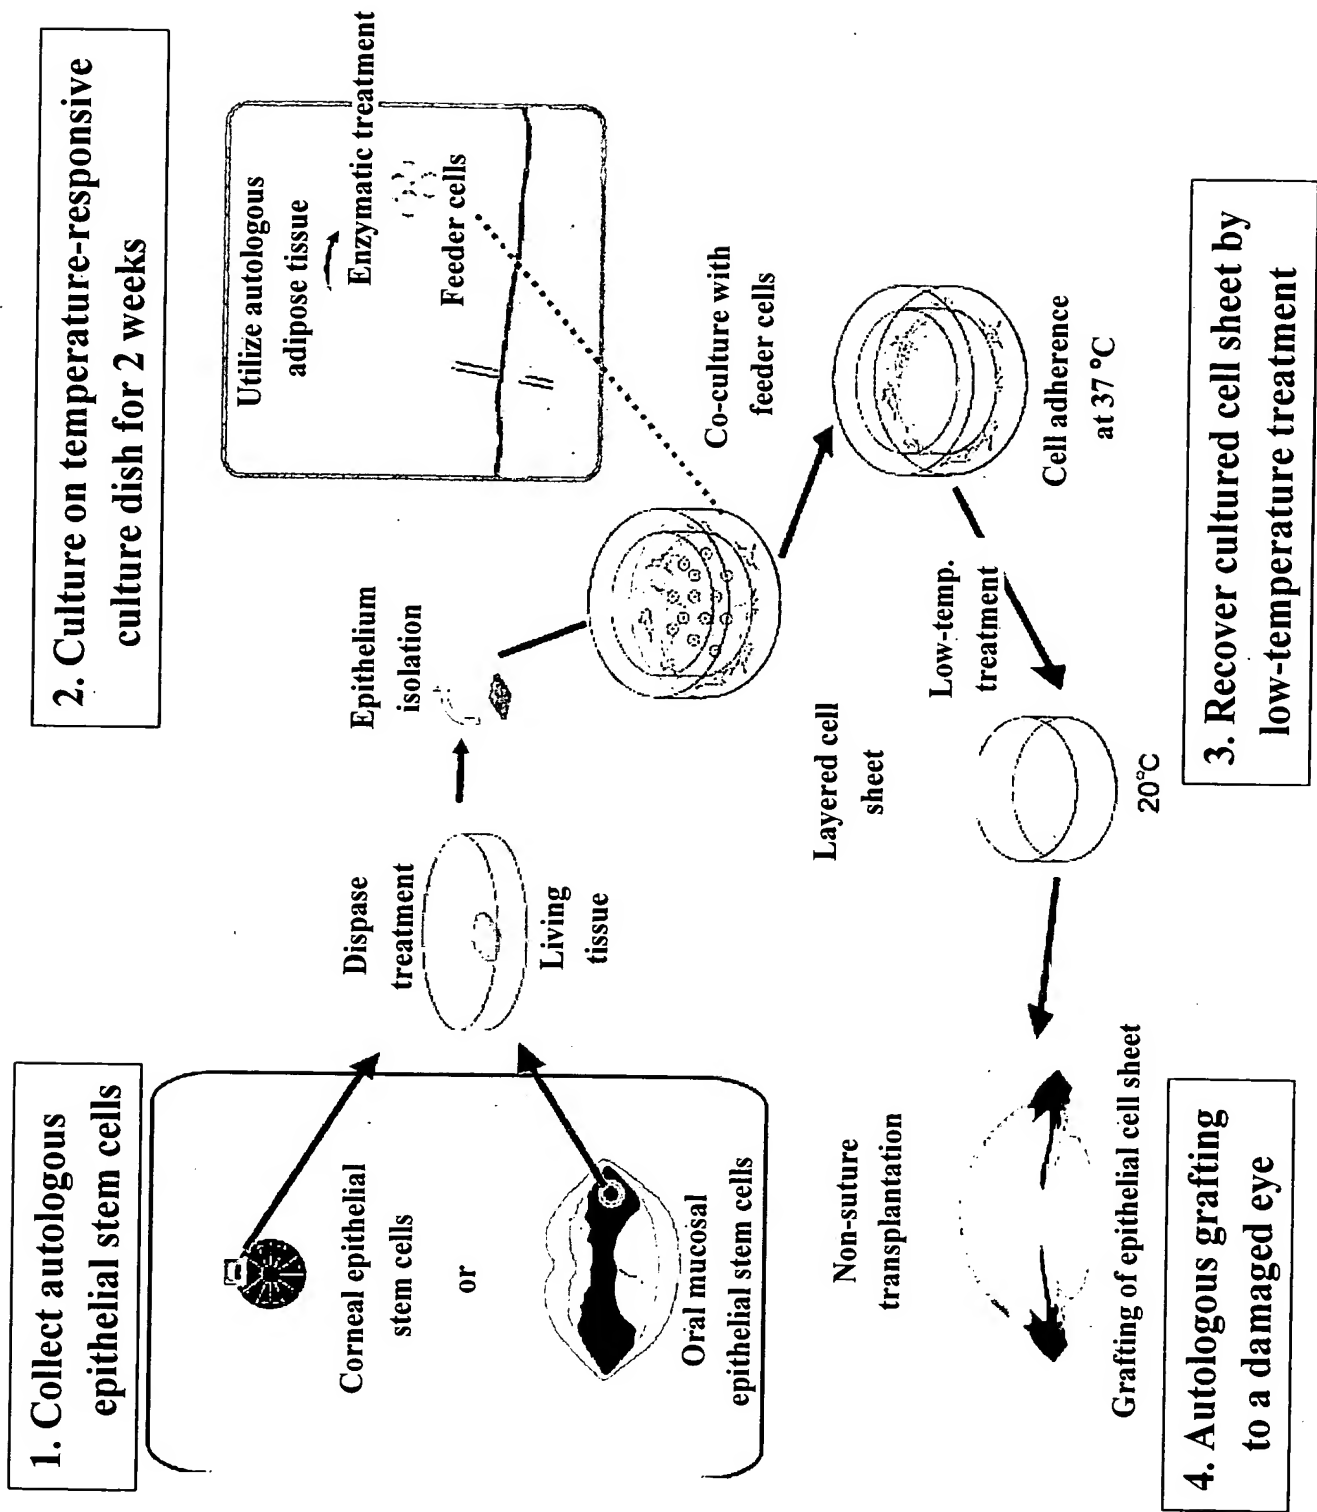 1. Collect autologous
epithelial stem cells
Corneal epithelial
stem cells
or
Oral mucosal
epithelial stem cells
Dispase
treatment
Living
tissue
Epithelium
isolation
2. Culture on temperature-responsive
culture dish for 2 weeks
Utilize autologous
adipose tissue
Enzymatic treatment
Feeder cells
Co-culture with
feeder cells
Cell adherence
at 37 °C
Low-temp.
treatment
Layered cell
sheet
20°C
3. Recover cultured cell sheet by
low-temperature treatment
Non-suture
transplantation
Grafting of epithelial cell sheet
4. Autologous grafting
to a damaged eye